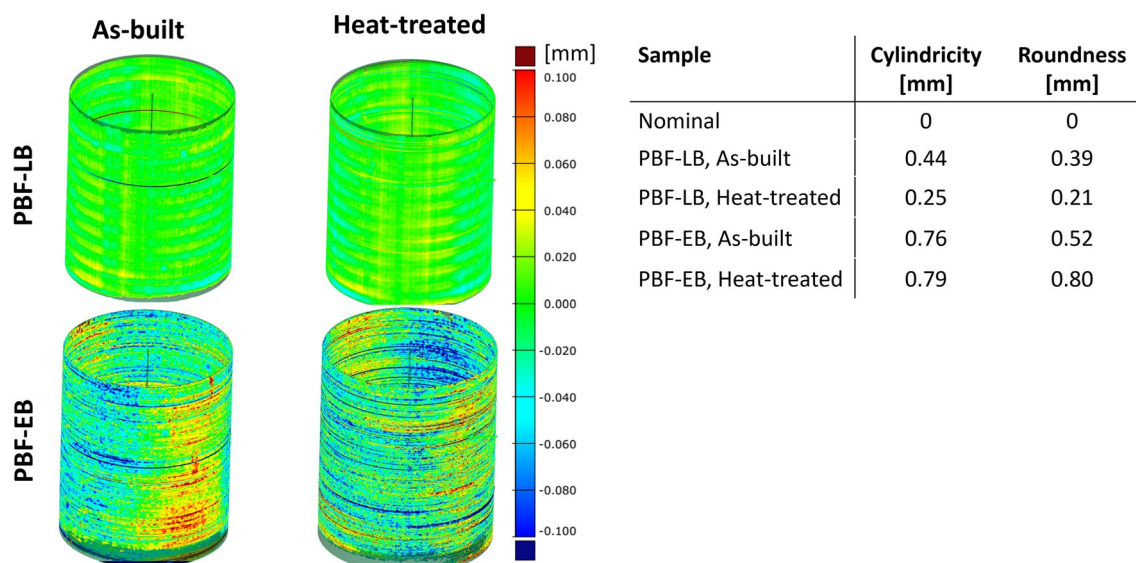 As-built
Heat-treated
[mm]
PBF-LB
PBF-EB
0.100
0.080
0.060
0.040
0.020
0.000
-0.020
-0.040
-0.060
-0.080
-0.100
Sample Cylindricity Roundness
[mm] [mm]
Nominal 0 0
PBF-LB, As-built 0.44 0.39
PBF-LB, Heat-treated 0.25 0.21
PBF-EB, As-built 0.76 0.52
PBF-EB, Heat-treated 0.79 0.80